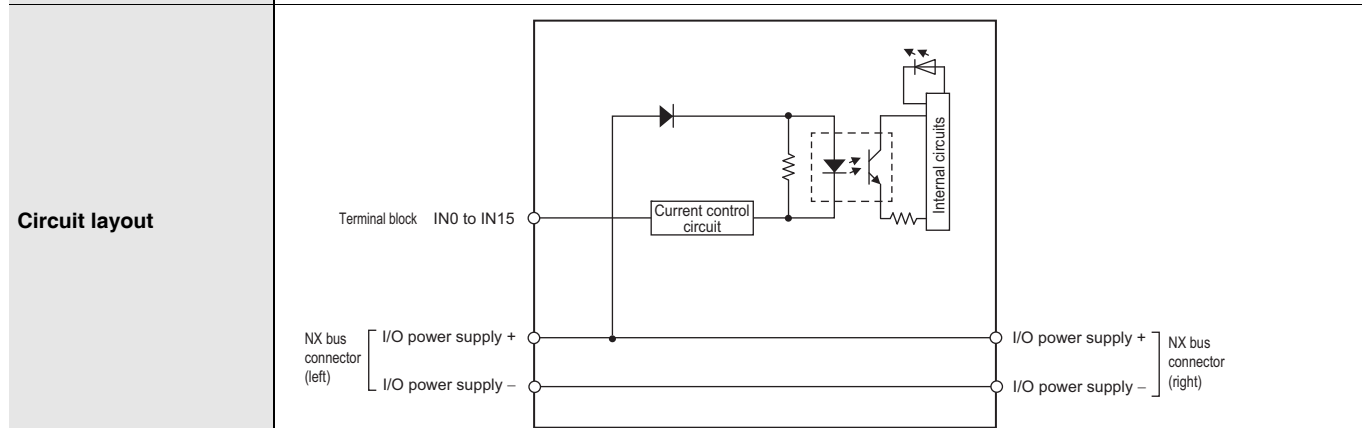 Circuit layout
Internal circuits
Terminal block IN0 to IN15
Current control
circuit
NX bus
connector
(left)
I/O power supply +
I/O power supply –
I/O power supply +
I/O power supply –
NX bus
connector
(right)